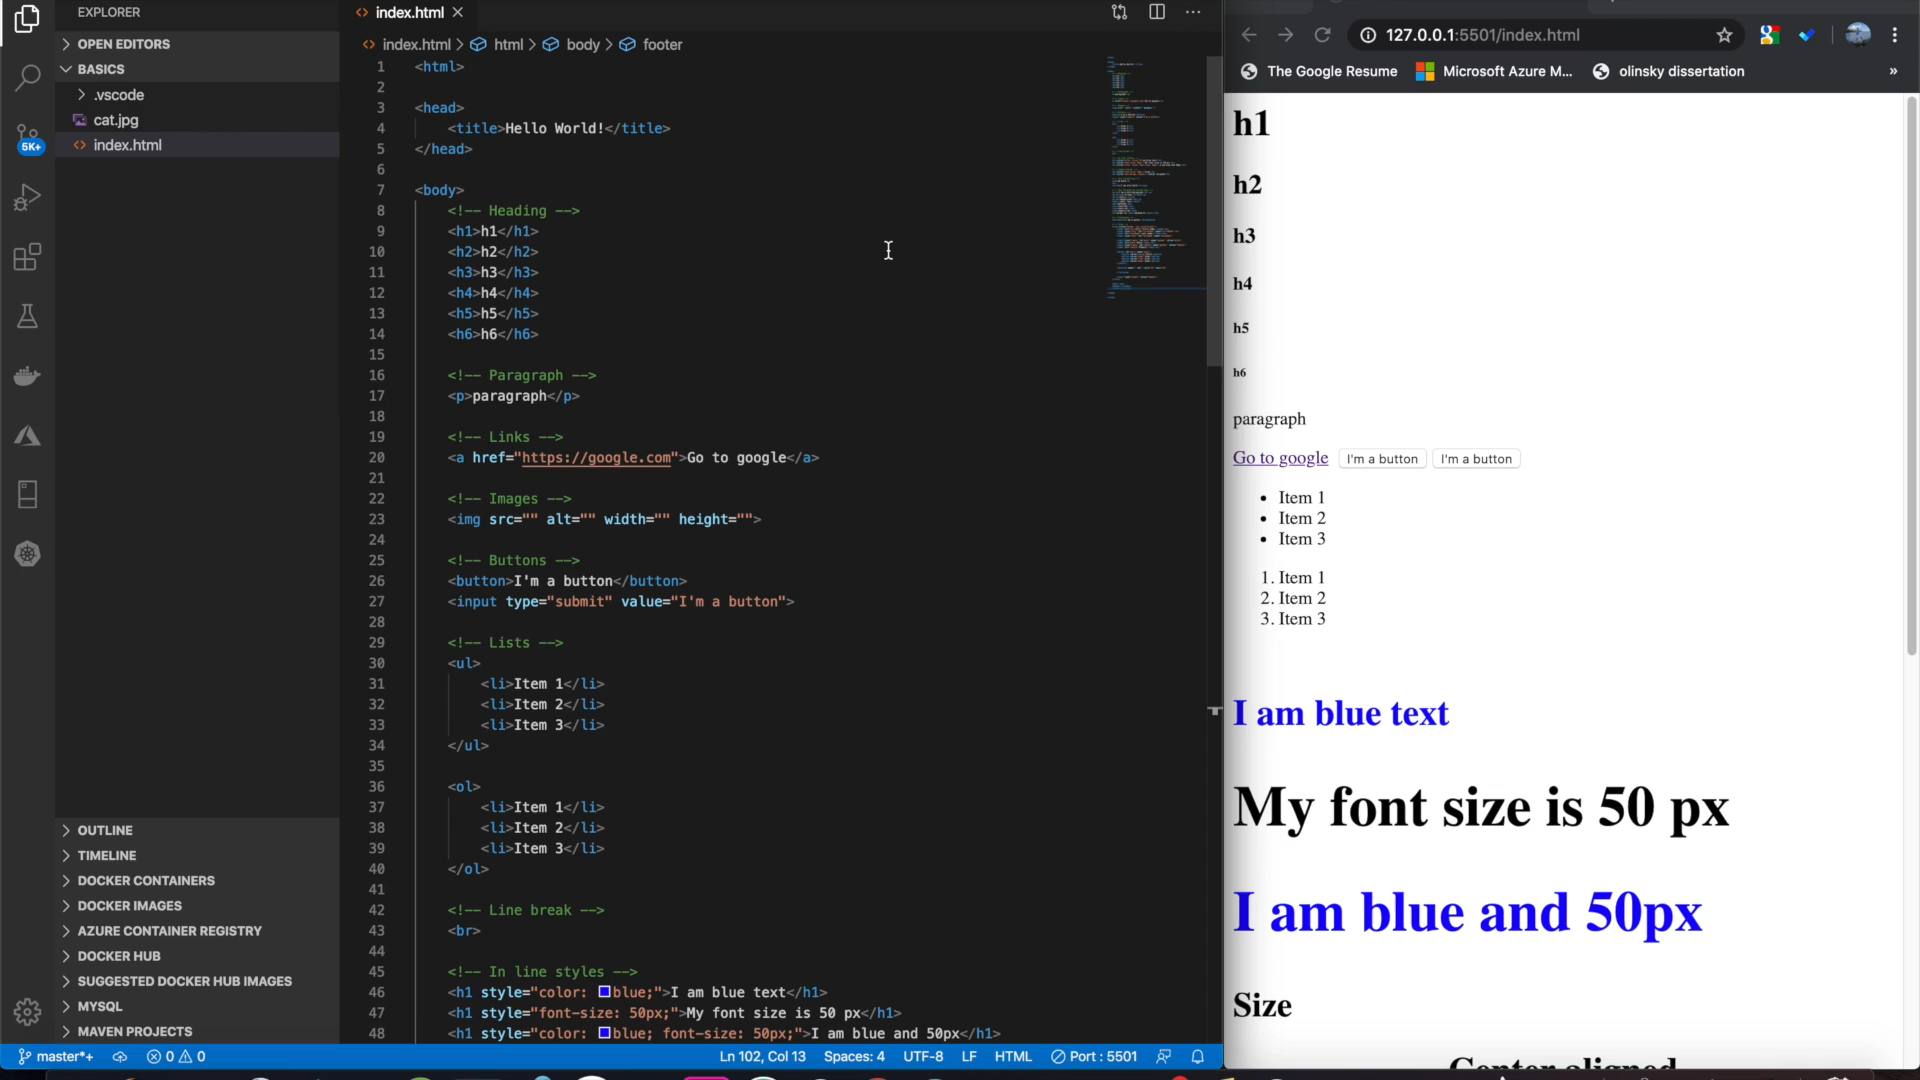 EXPLORER
OPEN EDITORS
BASICS
.vscode
cat.jpg
index.html
5K+
OUTLINE
TIMELINE
DOCKER CONTAINERS
DOCKER IMAGES
AZURE CONTAINER REGISTRY
DOCKER HUB
SUGGESTED DOCKER HUB IMAGES
MYSQL
MAVEN PROJECTS
index.html
index.html > html > body > footer
1 <html>
2
3 <head>
4 <title>Hello World!</title>
5 </head>
6
7 <body>
8 <!-- Heading -->
9 <h1>h1</h1>
10 <h2>h2</h2>
11 <h3>h3</h3>
12 <h4>h4</h4>
13 <h5>h5</h5>
14 <h6>h6</h6>
15
16 <!-- Paragraph -->
17 <p>paragraph</p>
18
19 <!-- Links -->
20 <a href="https://google.com">Go to google</a>
21
22 <!-- Images -->
23 <img src="" alt="" width="" height="">
24
25 <!-- Buttons -->
26 <button>I'm a button</button>
27 <input type="submit" value="I'm a button">
28
29 <!-- Lists -->
30 <ul>
31 <li>Item 1</li>
32 <li>Item 2</li>
33 <li>Item 3</li>
34 </ul>
35
36 <ol>
37 <li>Item 1</li>
38 <li>Item 2</li>
39 <li>Item 3</li>
40 </ol>
41
42 <!-- Line break -->
43 <br>
44
45 <!-- In line styles -->
46 <h1 style="color: blue;">I am blue text</h1>
47 <h1 style="font-size: 50px;">My font size is 50 px</h1>
48 <h1 style="color: blue; font-size: 50px;">I am blue and 50px</h1>
master*+ 0 0 Ln 102, Col 13 Spaces: 4 UTF-8 LF HTML Port : 5501
127.0.0.1:5501/index.html
The Google Resume Microsoft Azure M... olinsky dissertation »
h1
h2
h3
h4
h5
h6
paragraph
Go to google I'm a button I'm a button
• Item 1
• Item 2
• Item 3
1. Item 1
2. Item 2
3. Item 3
I am blue text
My font size is 50 px
I am blue and 50px
Size
Center aligned